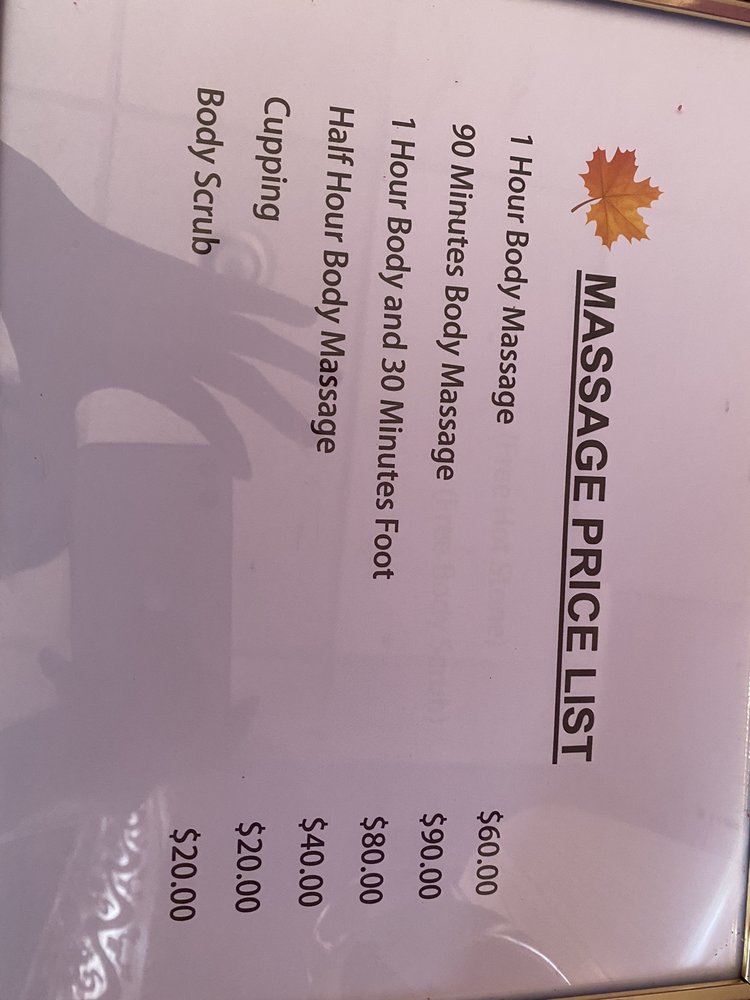 MASSAGE PRICE LIST
1 Hour Body Massage $60.00
90 Minutes Body Massage $90.00
1 Hour Body and 30 Minutes Foot $80.00
Half Hour Body Massage $40.00
Cupping $20.00
Body Scrub $20.00